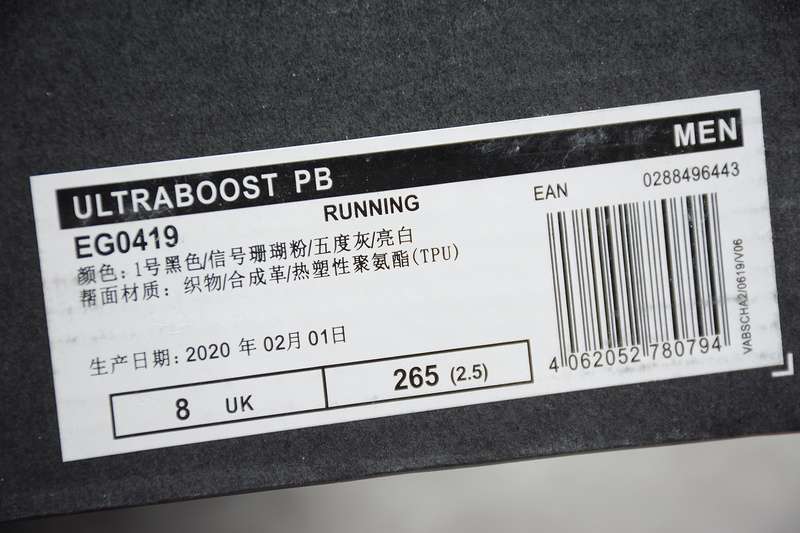 ULTRABOOST PB
MEN
EG0419
RUNNING
EAN
0288496443
颜色: 1号黑色/信号珊瑚粉/五度灰/亮白
帮面材质: 织物/合成革/热塑性聚氨酯(TPU)
生产日期: 2020 年 02月 01日
8 UK
265 (2.5)
4 062052 780794
VABSCHA2/0619/V06